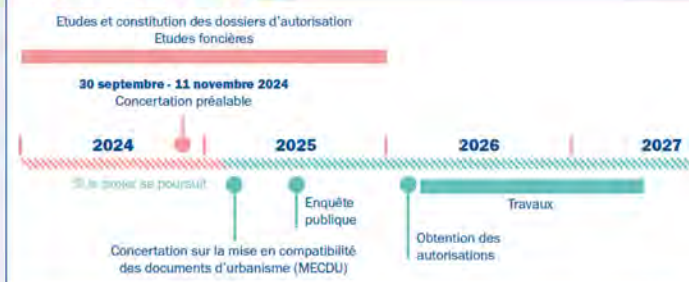 Etudes et constitution des dossiers d'autorisation
Etudes foncières
30 septembre - 11 novembre 2024
Concertation préalable
2024
2025
2026
2027
Si le projet se poursuit
Enquête
publique
Travaux
Concertation sur la mise en compatibilité
des documents d'urbanisme (MECDU)
Obtention des
autorisations